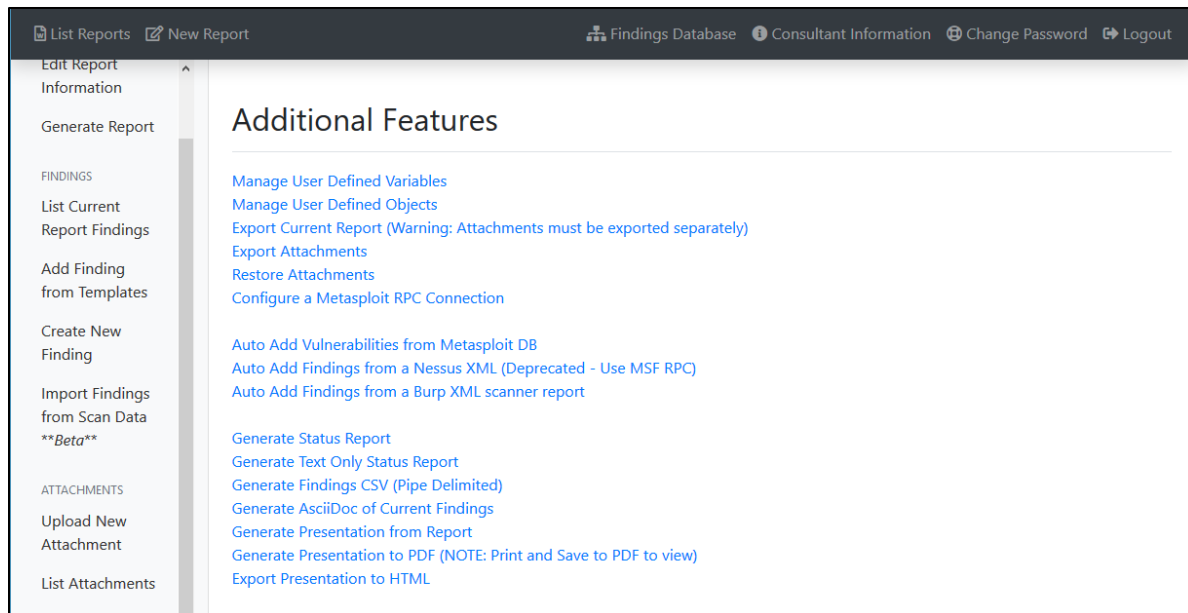 List Reports New Report Findings Database Consultant Information Change Password Logout
Edit Report
Information
Generate Report
FINDINGS
List Current
Report Findings
Add Finding
from Templates
Create New
Finding
Import Findings
from Scan Data
**Beta**
ATTACHMENTS
Upload New
Attachment
List Attachments
Additional Features
Manage User Defined Variables
Manage User Defined Objects
Export Current Report (Warning: Attachments must be exported separately)
Export Attachments
Restore Attachments
Configure a Metasploit RPC Connection
Auto Add Vulnerabilities from Metasploit DB
Auto Add Findings from a Nessus XML (Deprecated - Use MSF RPC)
Auto Add Findings from a Burp XML scanner report
Generate Status Report
Generate Text Only Status Report
Generate Findings CSV (Pipe Delimited)
Generate AsciiDoc of Current Findings
Generate Presentation from Report
Generate Presentation to PDF (NOTE: Print and Save to PDF to view)
Export Presentation to HTML